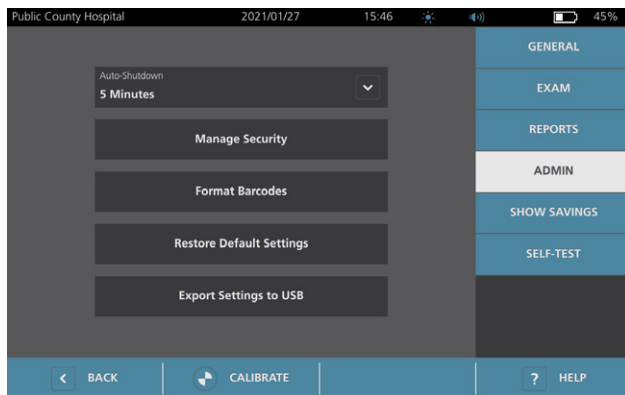 Public County Hospital 2021/01/27 15:46 45%
GENERAL
Auto-Shutdown
5 Minutes
EXAM
Manage Security
REPORTS
ADMIN
Format Barcodes
SHOW SAVINGS
Restore Default Settings
SELF-TEST
Export Settings to USB
BACK CALIBRATE ? HELP